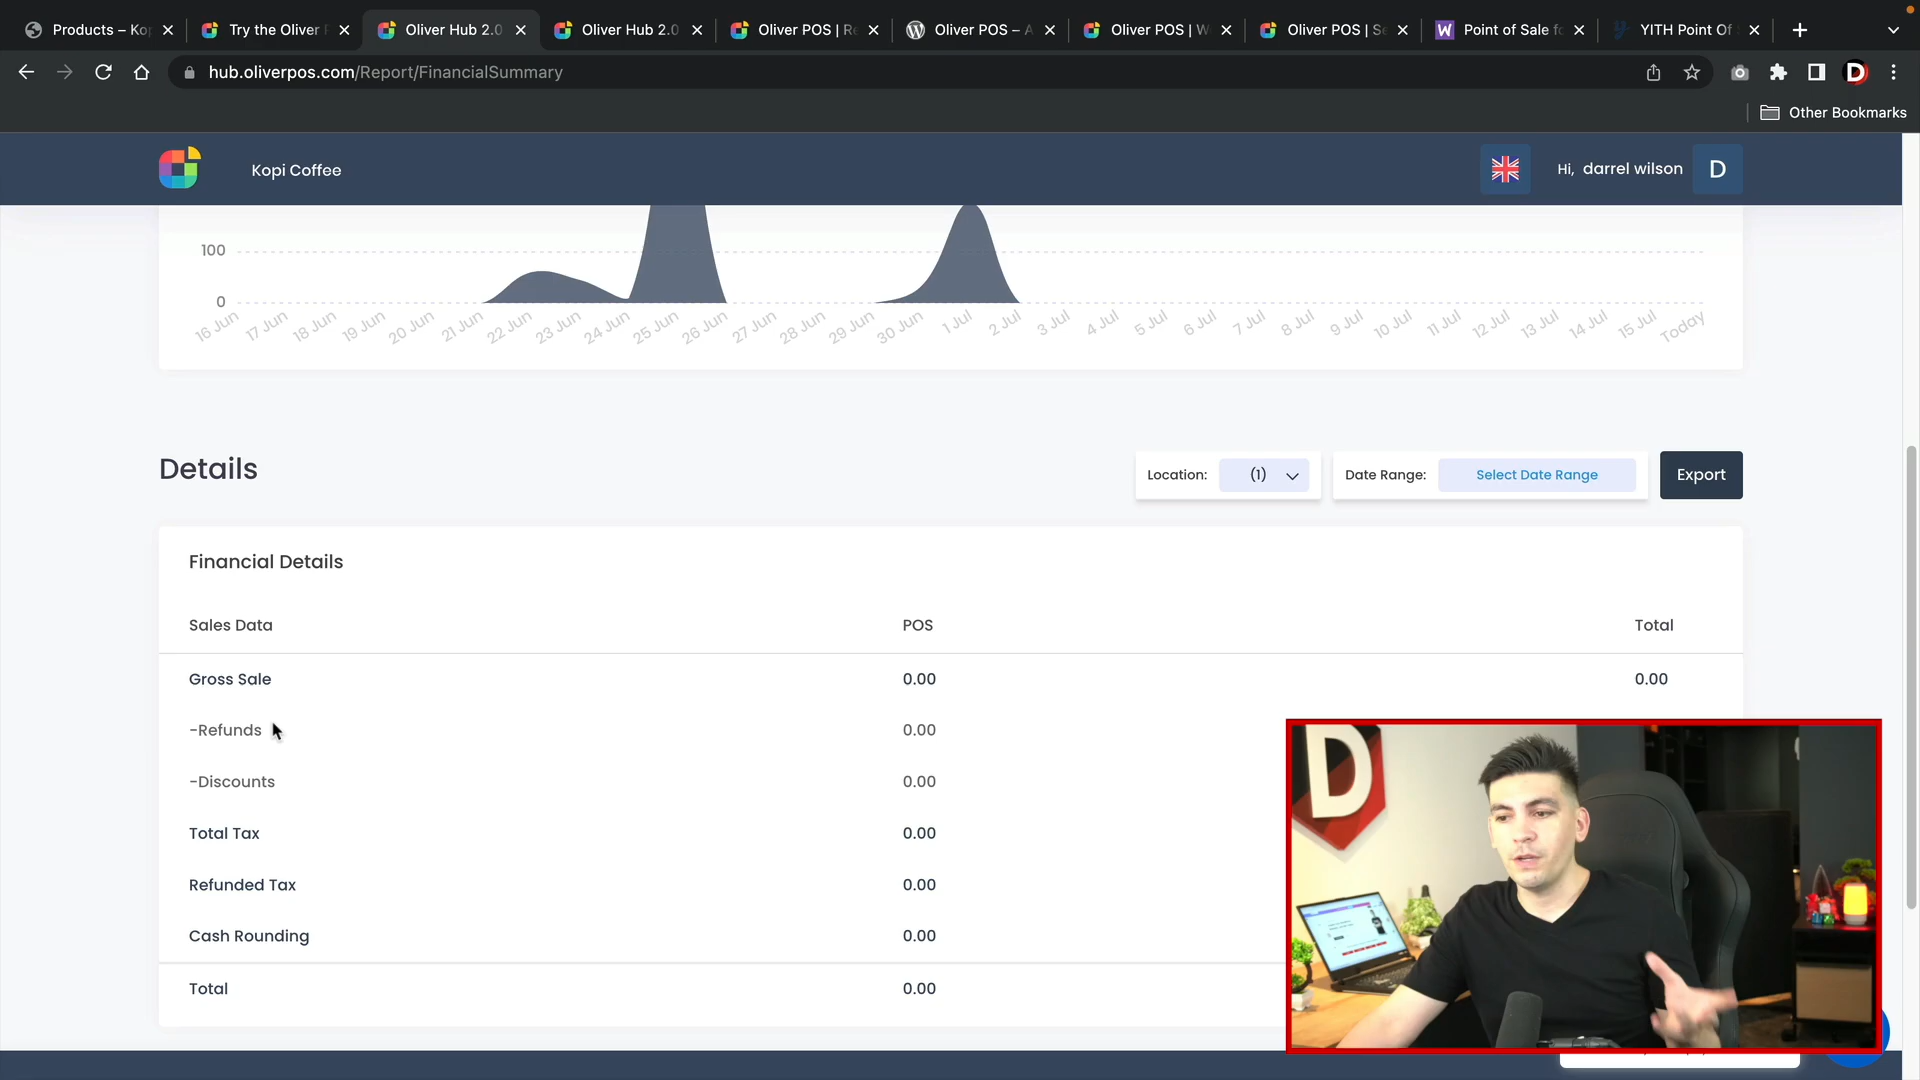 Products – Ko
Try the Oliver
Oliver Hub 2.0
Oliver Hub 2.0
Oliver POS | Re
Oliver POS – A
Oliver POS | W
Oliver POS | Se
Point of Sale fo
YITH Point Of
hub.oliverpos.com/Report/FinancialSummary
Other Bookmarks
Kopi Coffee
Hi, darrel wilson
D
100
0
16 Jun 17 Jun 18 Jun 19 Jun 20 Jun 21 Jun 22 Jun 23 Jun 24 Jun 25 Jun 26 Jun 27 Jun 28 Jun 29 Jun 30 Jun 1 Jul 2 Jul 3 Jul 4 Jul 5 Jul 6 Jul 7 Jul 8 Jul 9 Jul 10 Jul 11 Jul 12 Jul 13 Jul 14 Jul 15 Jul Today
Details
Location: (1)
Date Range: Select Date Range
Export
Financial Details
Sales Data POS Total
Gross Sale 0.00 0.00
-Refunds 0.00
-Discounts 0.00
Total Tax 0.00
Refunded Tax 0.00
Cash Rounding 0.00
Total 0.00
D